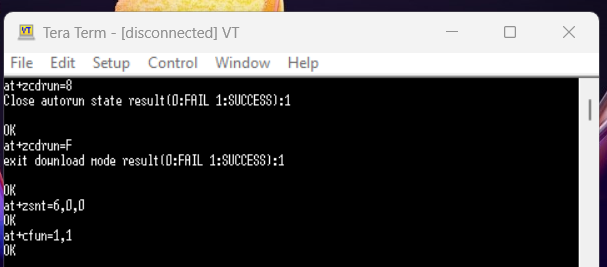 VT Tera Term - [disconnected] VT
File Edit Setup Control Window Help
at+zcdrun=8
Close autorun state result(0:FAIL 1:SUCCESS):1
OK
at+zcdrun=F
exit download mode result(0:FAIL 1:SUCCESS):1
OK
at+zsnt=6,0,0
OK
at+cfun=1,1
OK